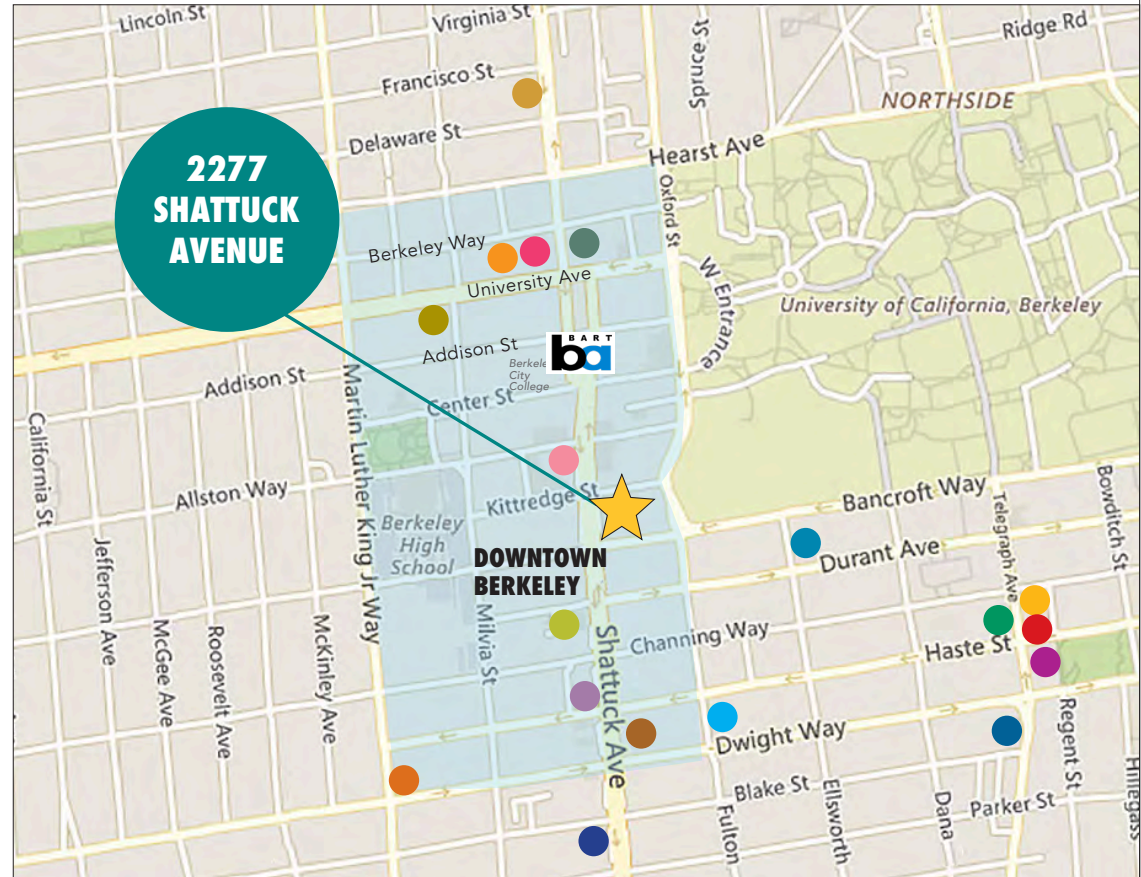 Lincoln St
Virginia St
Ridge Rd
Francisco St
Spruce St
NORTHSIDE
Delaware St
Hearst Ave
2277
SHATTUCK
AVENUE
Oxford St
Berkeley Way
University Ave
W Entrance
University of California, Berkeley
Addison St
BART
ba
Berkele
City
College
Addison St
Center St
Martin Luther King Jr Way
California St
Allston Way
Kittredge St
Bancroft Way
Telegraph Ave
Bowditch St
Berkeley
High
School
Durant Ave
DOWNTOWN
BERKELEY
Jefferson Ave
McGee Ave
Roosevelt Ave
McKinley Ave
Milvia St
Shattuck Ave
Channing Way
Haste St
Dwight Way
Regent St
Hillegass
Blake St
Parker St
Fulton
Ellsworth
Dana